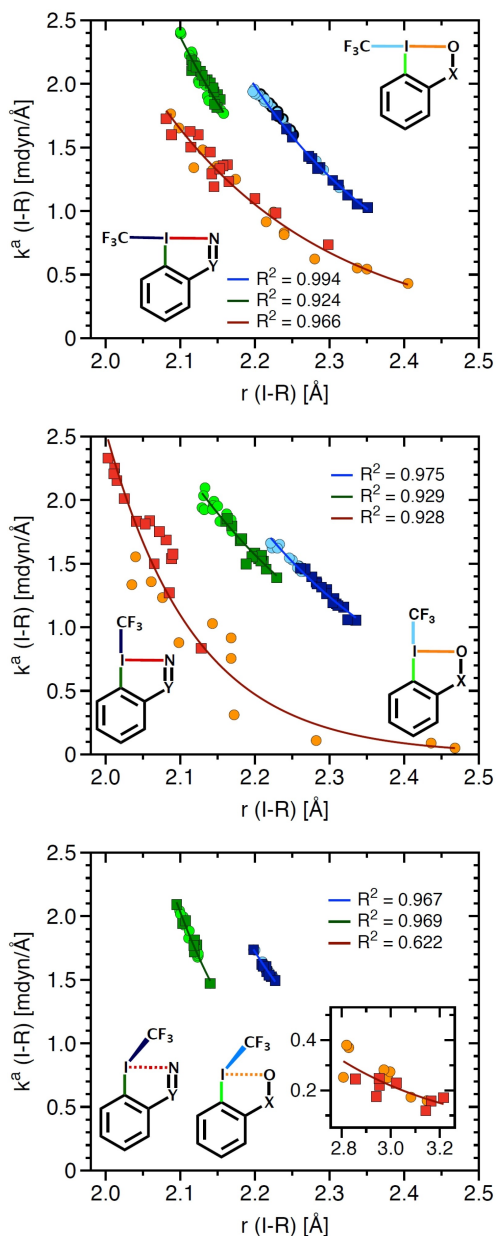 2.5
2.0
1.5
1.0
0.5
0
kᵃ (I-R) [mdyn/Å]
F₃C I O
X
F₃C I N
Y
R² = 0.994
R² = 0.924
R² = 0.966
2.0 2.1 2.2 2.3 2.4 2.5
r (I-R) [Å]
2.5
2.0
1.5
1.0
0.5
0
kᵃ (I-R) [mdyn/Å]
R² = 0.975
R² = 0.929
R² = 0.928
CF₃
I N
Y
CF₃
I O
X
2.0 2.1 2.2 2.3 2.4 2.5
r (I-R) [Å]
2.5
2.0
1.5
1.0
0.5
0
kᵃ (I-R) [mdyn/Å]
R² = 0.967
R² = 0.969
R² = 0.622
CF₃
I N
Y
CF₃
I O
X
0.4
0.2
2.8 3.0 3.2
2.0 2.1 2.2 2.3 2.4 2.5
r (I-R) [Å]